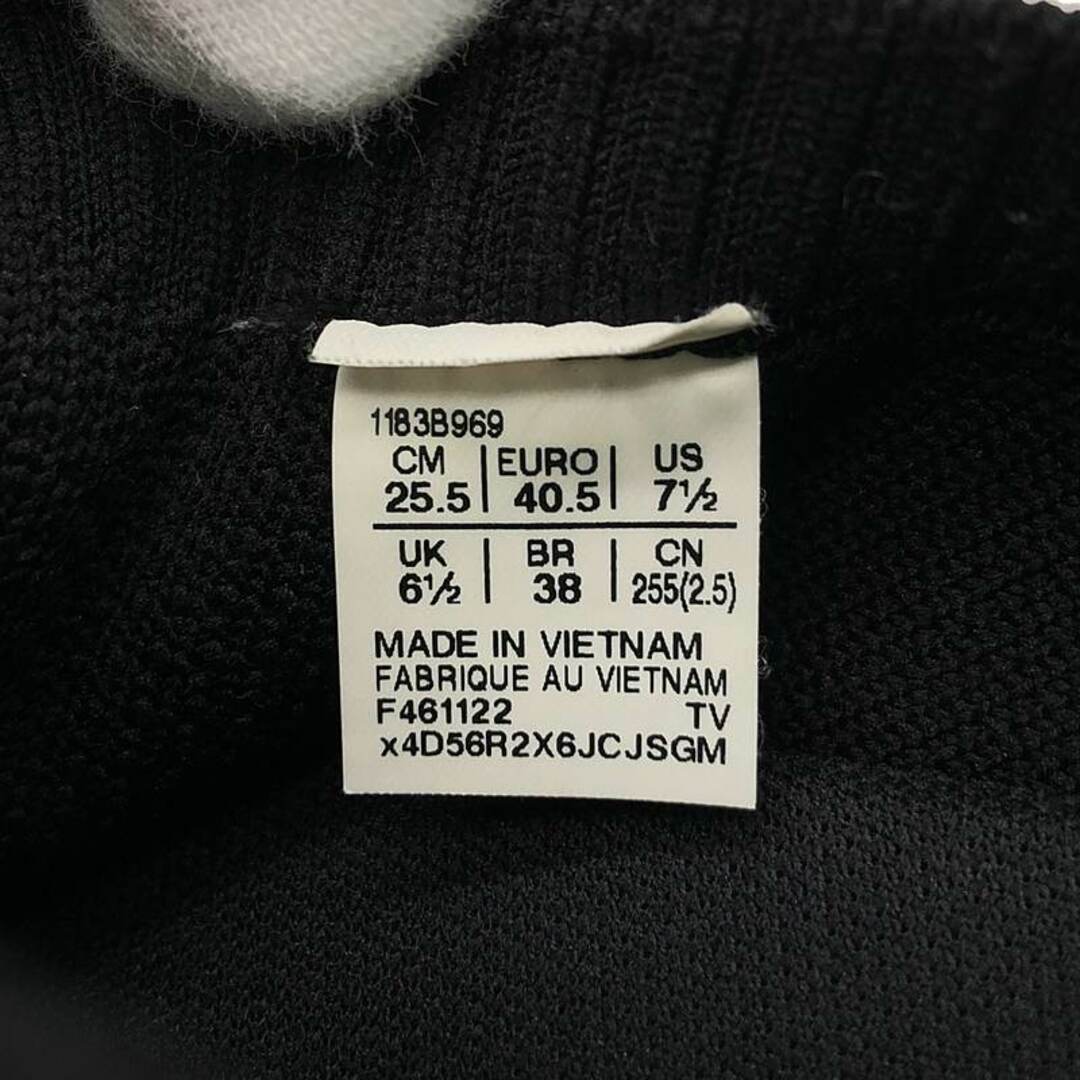 1183B969
CM | EURO | US
25.5 | 40.5 | 7½
UK | BR | CN
6½ | 38 | 255(2.5)
MADE IN VIETNAM
FABRIQUE AU VIETNAM
F461122 TV
x4D56R2X6JCJSGM